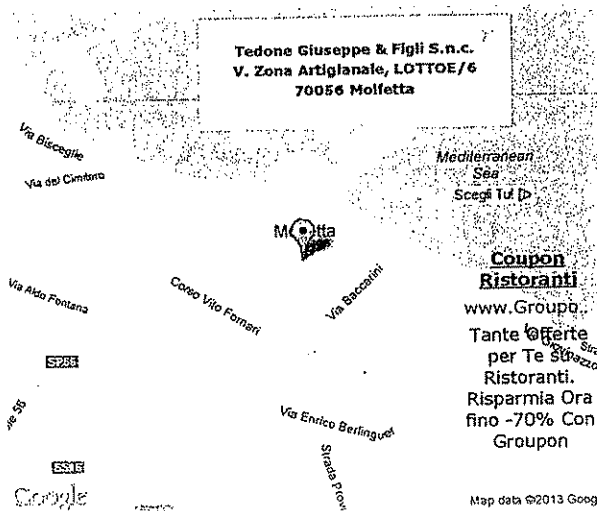 Tedone Giuseppe & Figli S.n.c.
V. Zona Artigianale, LOTTOE/6
70056 Molfetta
Via Bisceglie
Via del Cimitero
Mediterranean
Sea
Scegli Tu!
Coupon
Ristoranti
www.Groupo...
Tante Offerte
per Te su
Ristoranti.
Risparmia Ora
fino -70% Con
Groupon
Via Aldo Fontana
Corso Vito Fornari
Via Baccarini
Via Enrico Berlinguer
Strada Prov
Google
Map data ©2013 Goog